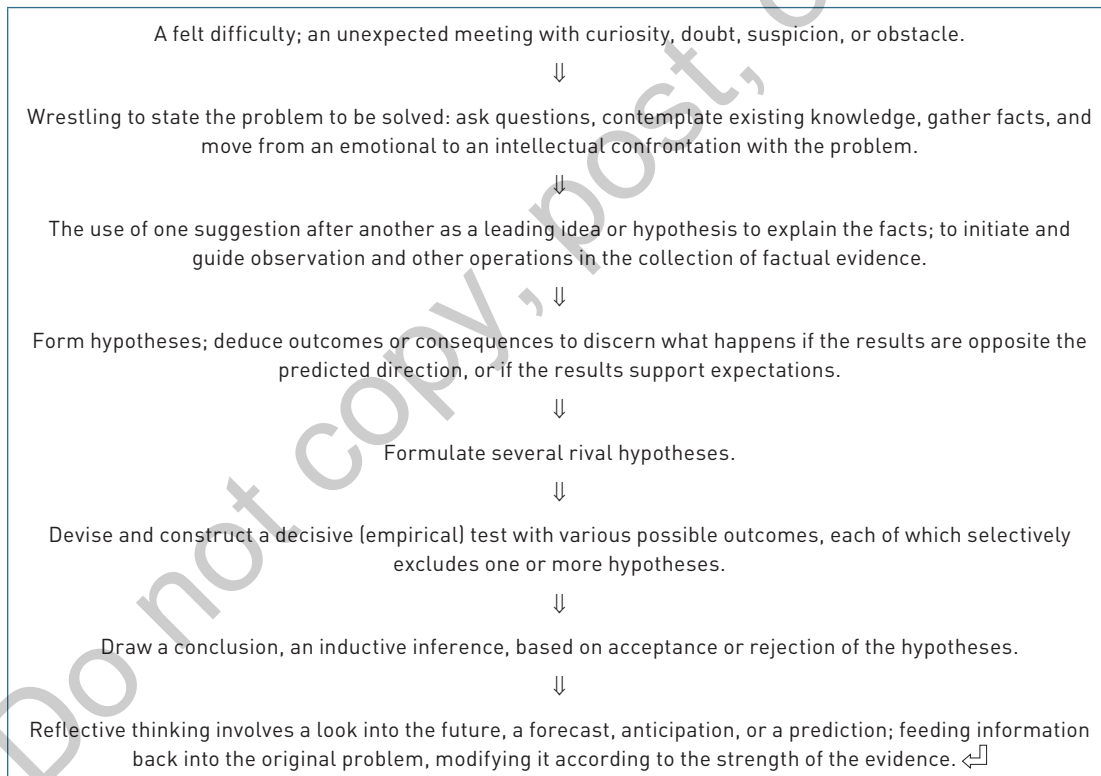 A felt difficulty; an unexpected meeting with curiosity, doubt, suspicion, or obstacle.
⇓
Wrestling to state the problem to be solved: ask questions, contemplate existing knowledge, gather facts, and
move from an emotional to an intellectual confrontation with the problem.
⇓
The use of one suggestion after another as a leading idea or hypothesis to explain the facts; to initiate and
guide observation and other operations in the collection of factual evidence.
⇓
Form hypotheses; deduce outcomes or consequences to discern what happens if the results are opposite the
predicted direction, or if the results support expectations.
⇓
Formulate several rival hypotheses.
⇓
Devise and construct a decisive (empirical) test with various possible outcomes, each of which selectively
excludes one or more hypotheses.
⇓
Draw a conclusion, an inductive inference, based on acceptance or rejection of the hypotheses.
⇓
Reflective thinking involves a look into the future, a forecast, anticipation, or a prediction; feeding information
back into the original problem, modifying it according to the strength of the evidence.
Do not copy, post,